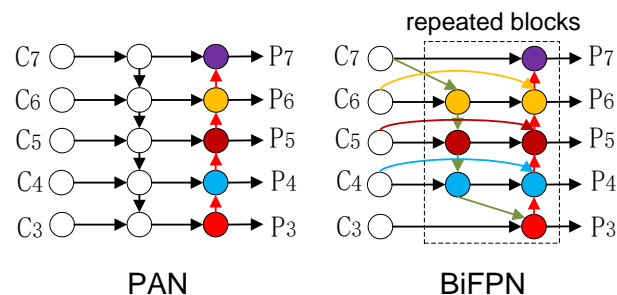 repeated blocks
C7 P7 C7 P7
C6 P6 C6 P6
C5 P5 C5 P5
C4 P4 C4 P4
C3 P3 C3 P3
PAN BiFPN